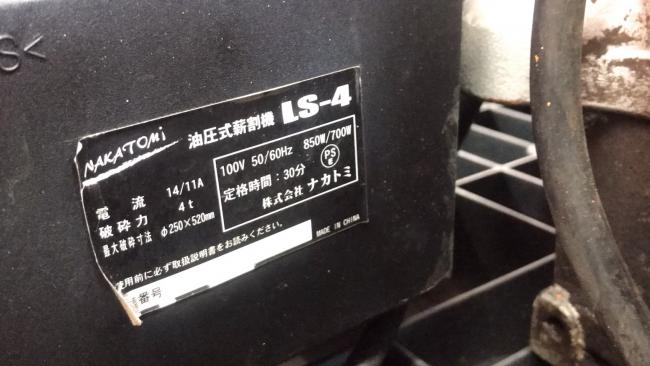 S<
NAKATOMI
油圧式薪割機 LS-4
電流 14/11A
破砕力 4t
最大破砕寸法 φ250×520mm
100V 50/60Hz 850W/700W
定格時間:30分
PS
株式会社 ナカトミ
使用前に必ず取扱説明書をお読みください。
番号
MADE IN CHINA